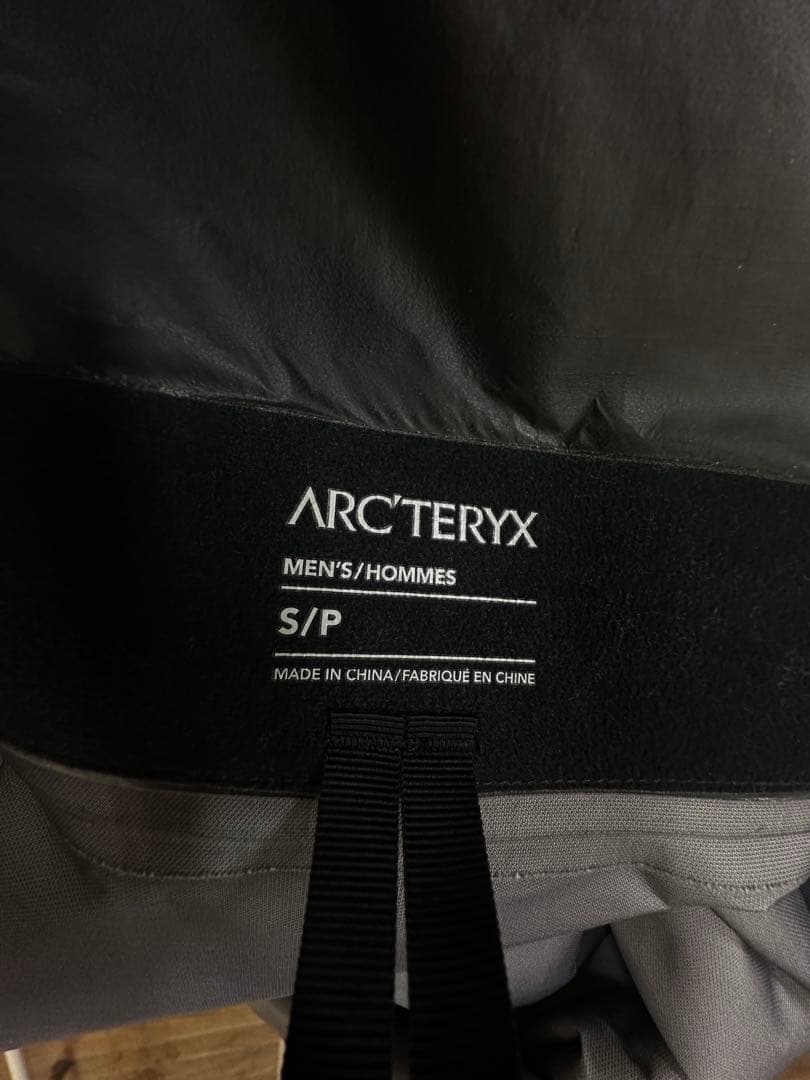 ARC'TERYX
MEN'S/HOMMES
S/P
MADE IN CHINA/FABRIQUÉ EN CHINE